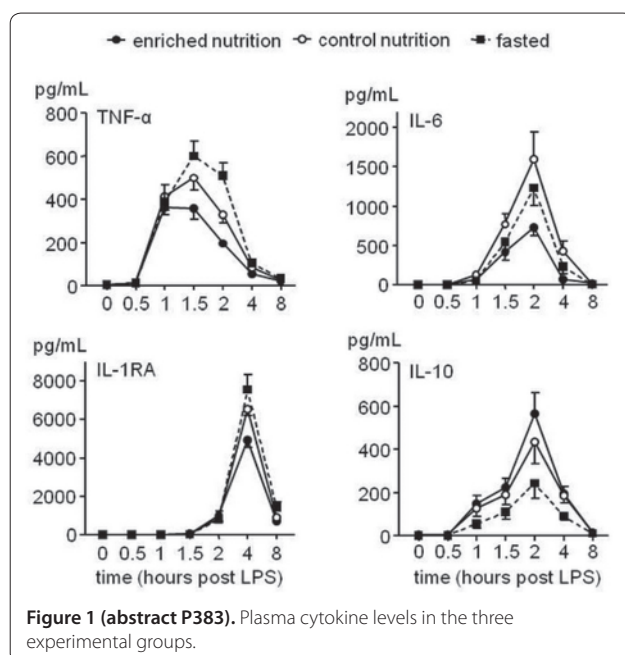 enriched nutrition control nutrition fasted
pg/mL
TNF-α
800
600
400
200
0
0 0.5 1 1.5 2 4 8
pg/mL
IL-6
2000
1500
1000
500
0
0 0.5 1 1.5 2 4 8
pg/mL
IL-1RA
8000
6000
4000
2000
0
0 0.5 1 1.5 2 4 8
time (hours post LPS)
pg/mL
IL-10
800
600
400
200
0
0 0.5 1 1.5 2 4 8
time (hours post LPS)
Figure 1 (abstract P383). Plasma cytokine levels in the three
experimental groups.